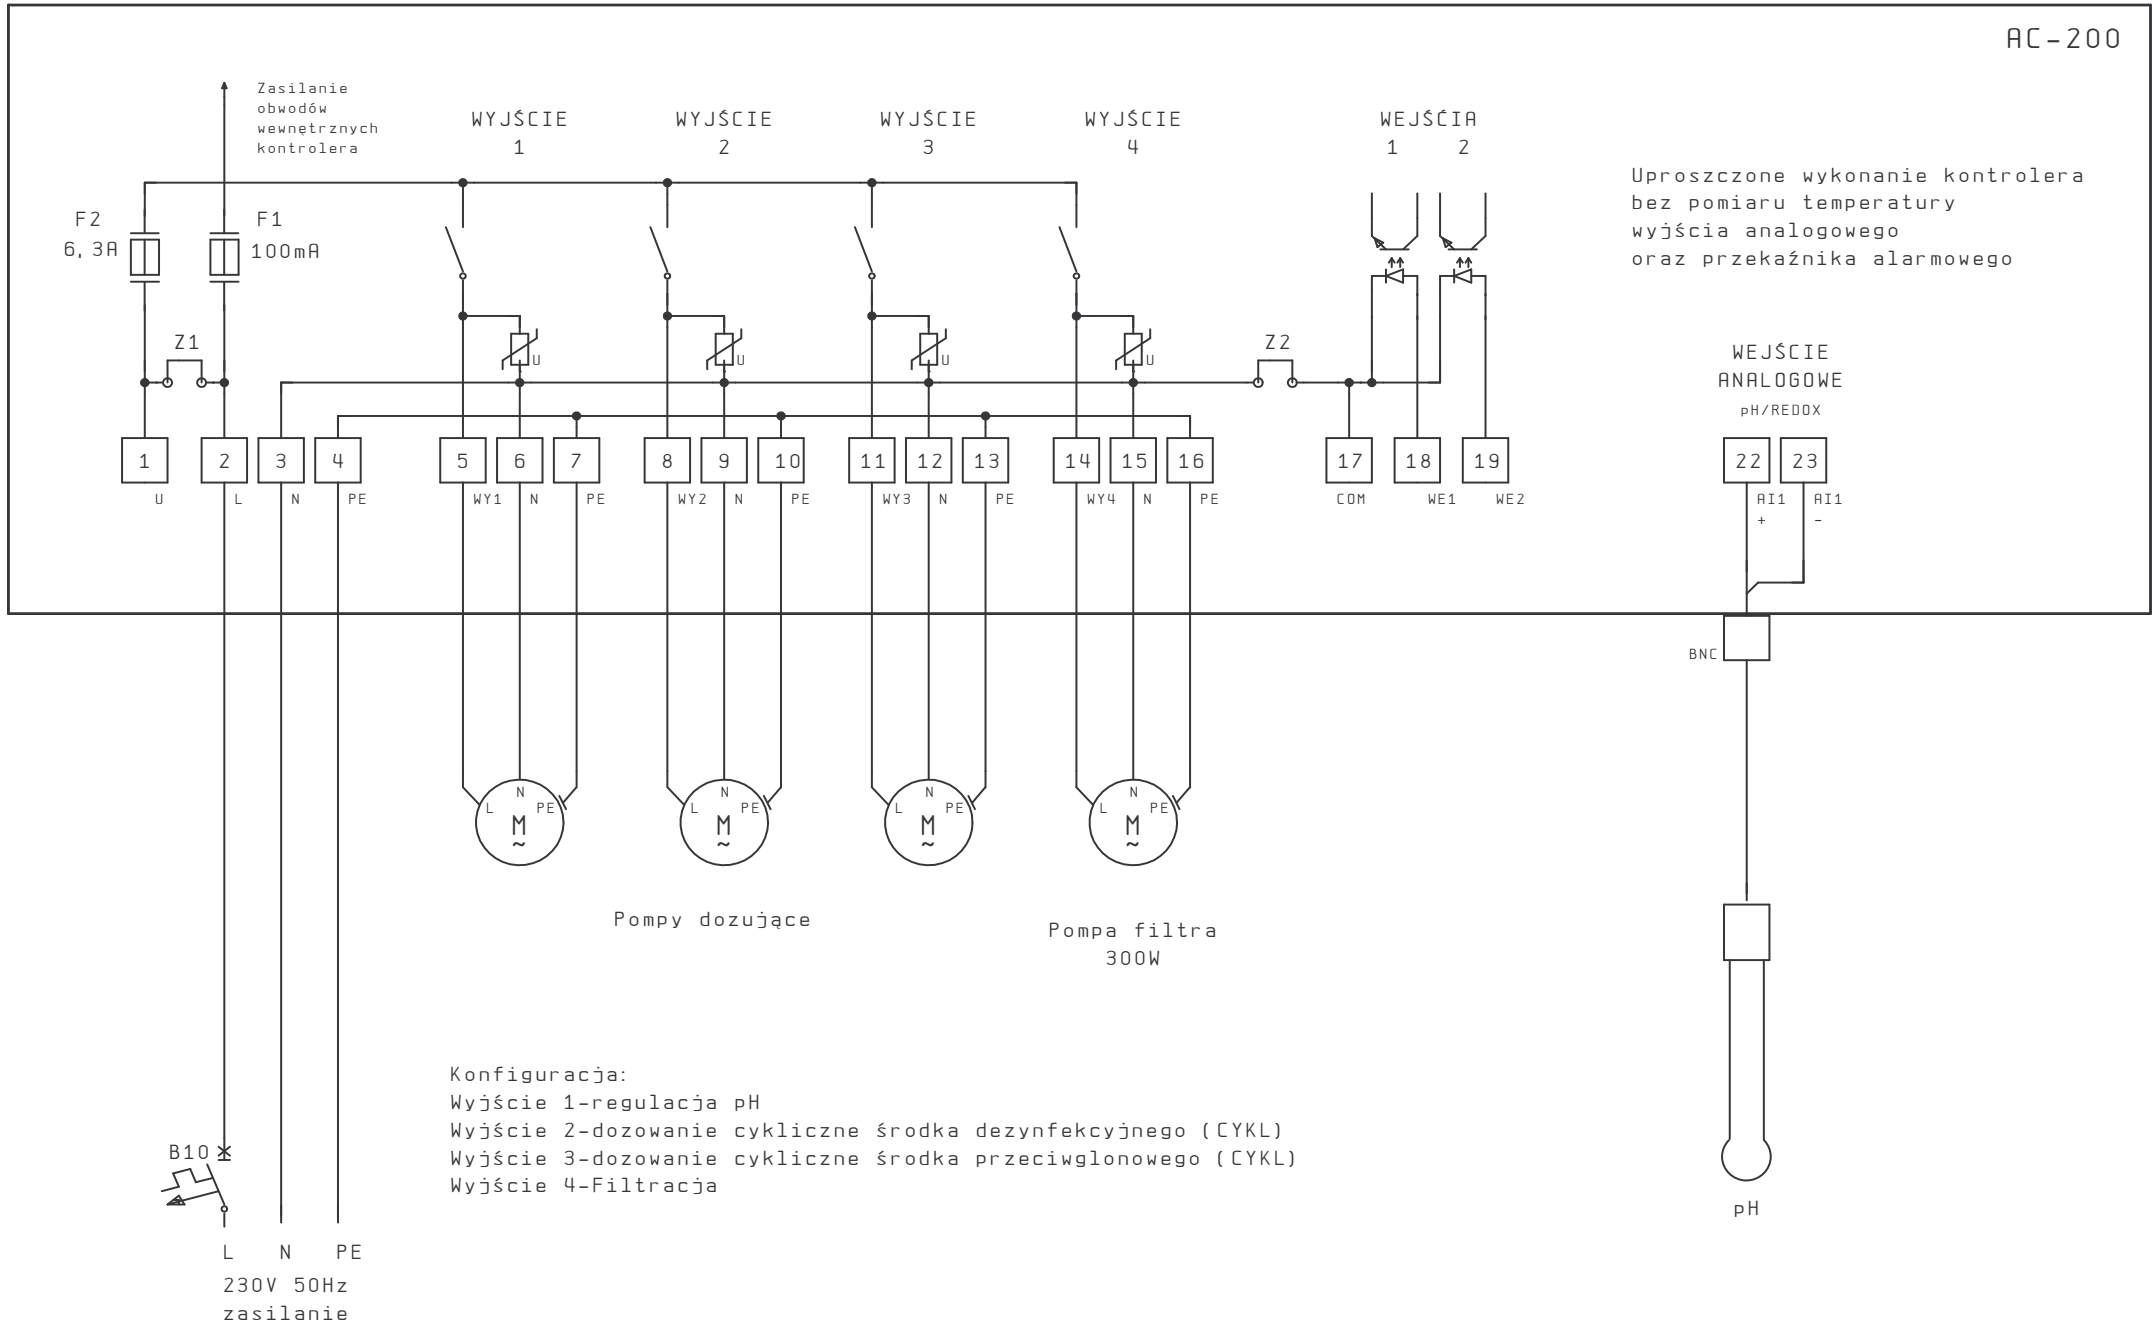 AC-200
Zasilanie
obwodów
wewnętrznych
kontrolera
WYJŚCIE
1
WYJŚCIE
2
WYJŚCIE
3
WYJŚCIE
4
WEJŚĆIA
1 2
Uproszczone wykonanie kontrolera
bez pomiaru temperatury
wyjścia analogowego
oraz przekaźnika alarmowego
F2
6,3A
F1
100mA
Z1
U
U
U
U
Z2
WEJŚCIE
ANALOGOWE
pH/REDOX
1 2 3 4 5 6 7 8 9 10 11 12 13 14 15 16 17 18 19 22 23
U L N PE WY1 N PE WY2 N PE WY3 N PE WY4 N PE COM WE1 WE2 AI1 AI1
+ -
BNC
L N PE
M
~
L N PE
M
~
L N PE
M
~
L N PE
M
~
Pompy dozujące
Pompa filtra
300W
Konfiguracja:
Wyjście 1-regulacja pH
Wyjście 2-dozowanie cykliczne środka dezynfekcyjnego (CYKL)
Wyjście 3-dozowanie cykliczne środka przeciwglonowego (CYKL)
Wyjście 4-Filtracja
B10
pH
L N PE
230V 50Hz
zasilanie